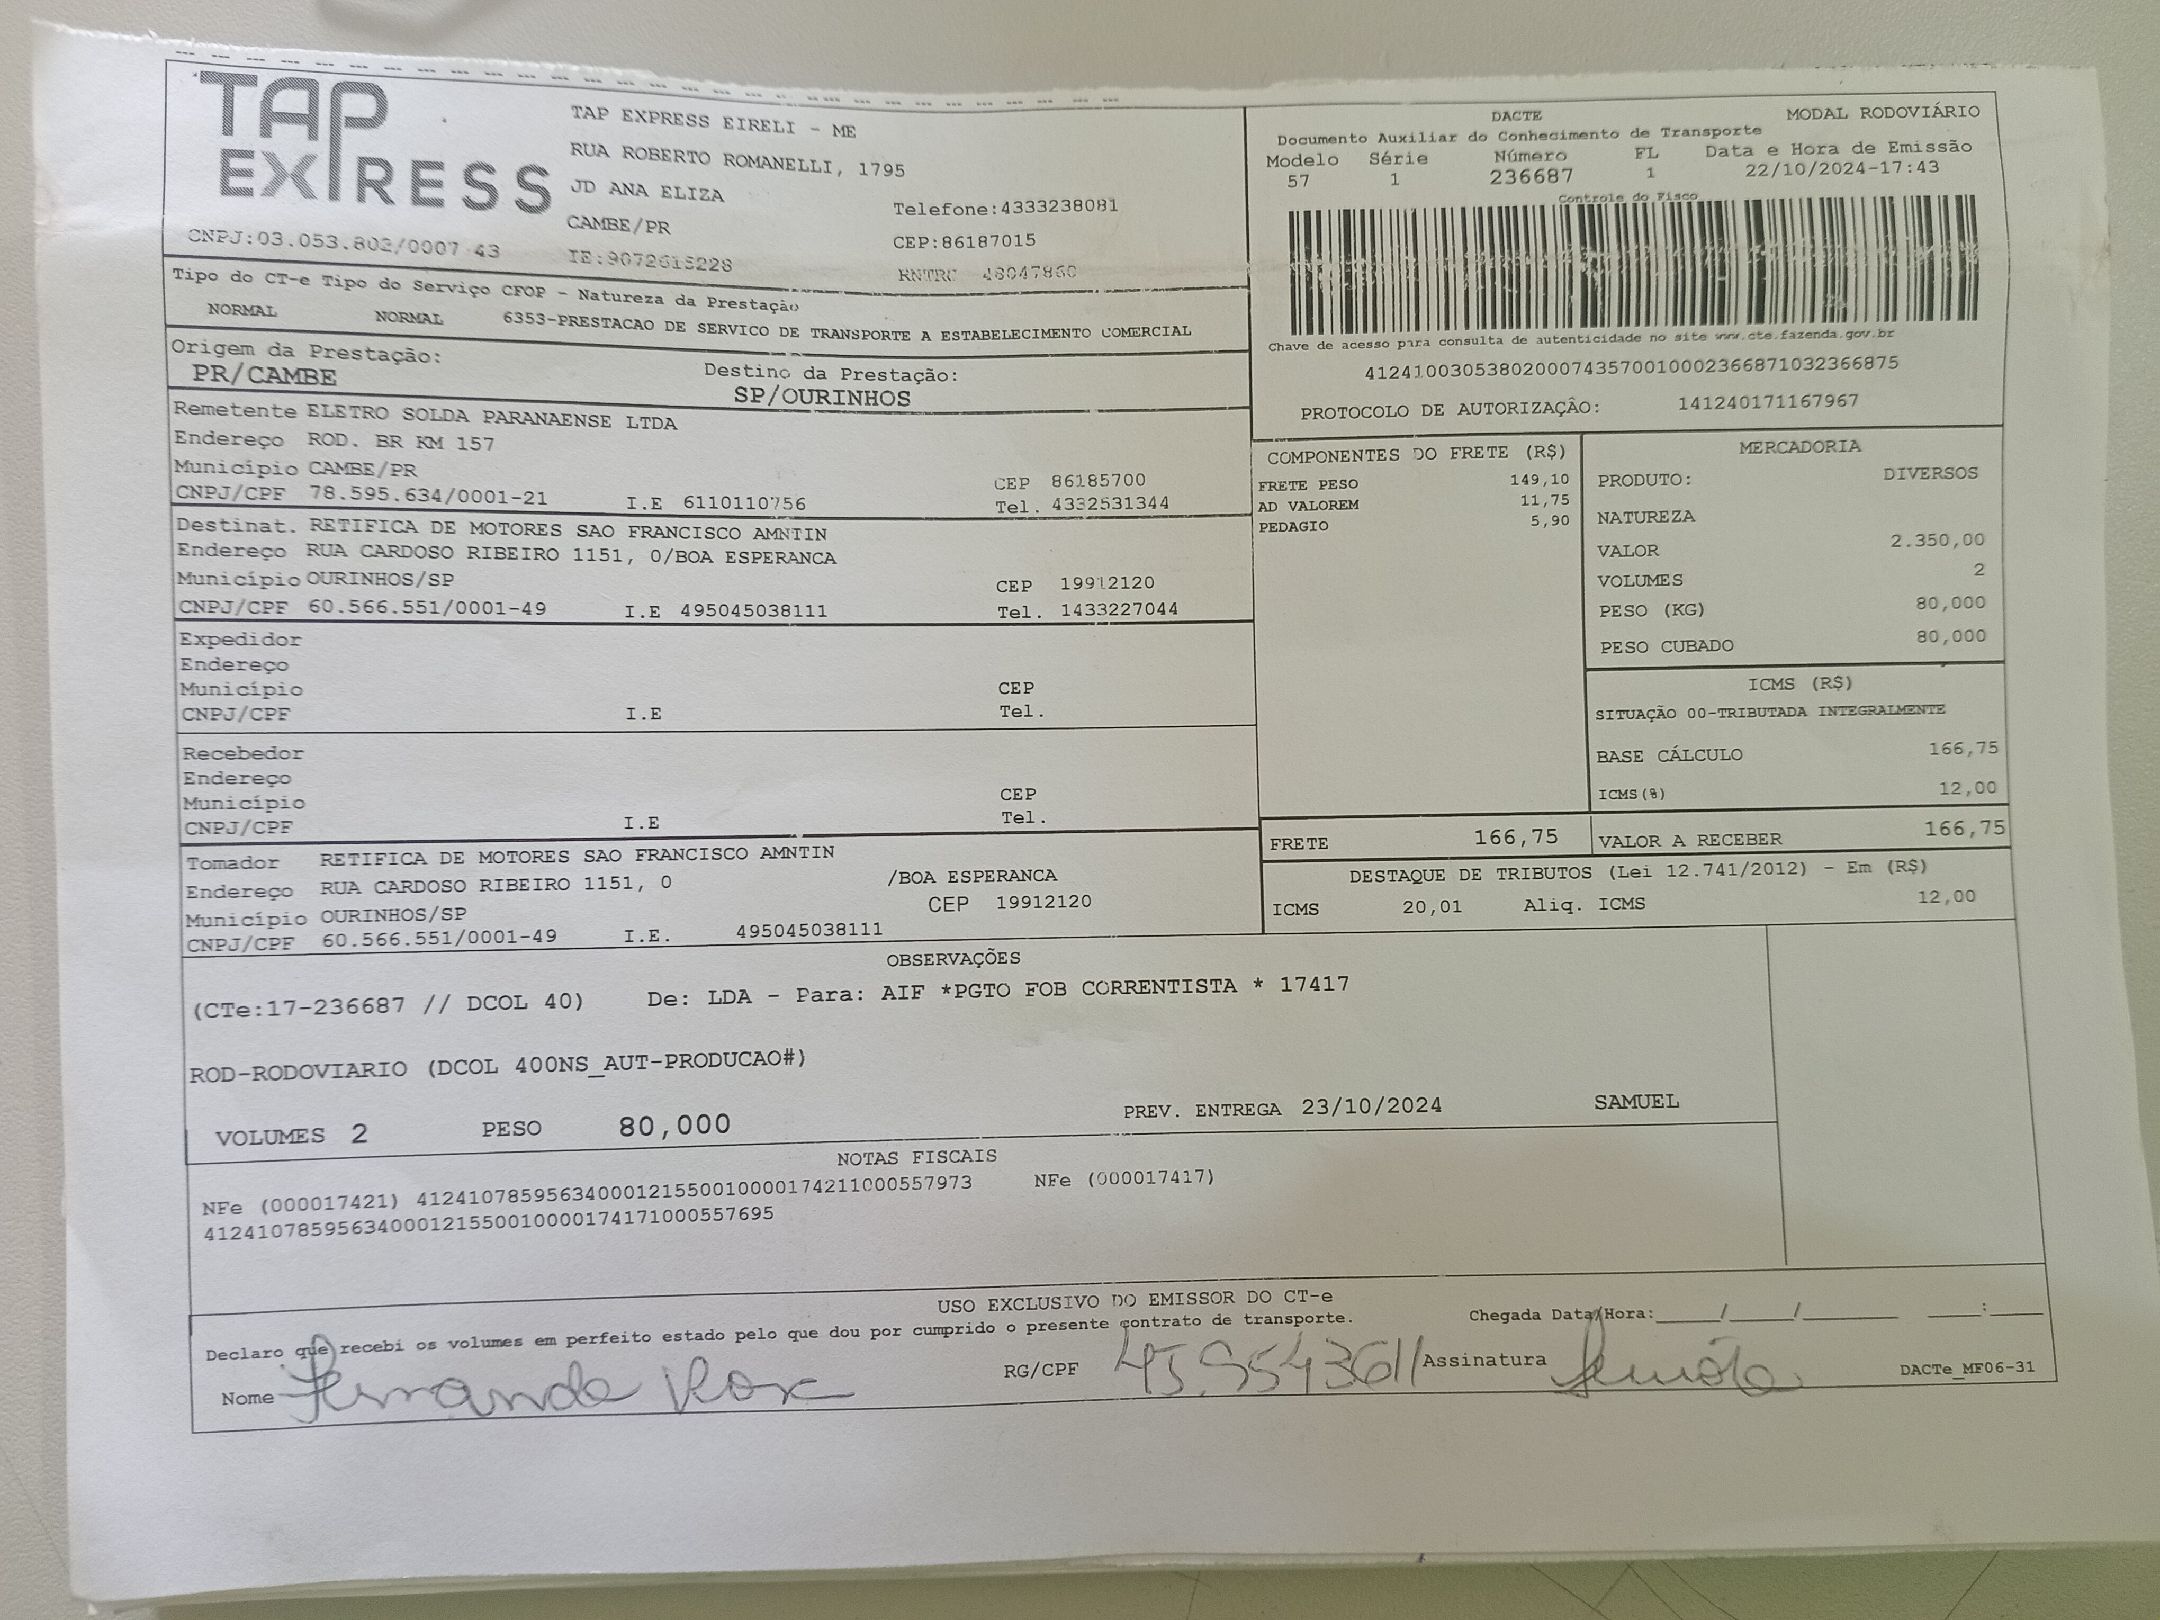 TAP
EXPRESS
TAP EXPRESS EIRELI - ME
RUA ROBERTO ROMANELLI, 1795
JD ANA ELIZA
CAMBE/PR
Telefone:4333238081
CEP:86187015
CNPJ:03.053.802/0007 43
IE:9072615228
RNTRC 48047860
DACTE
MODAL RODOVIÁRIO
Documento Auxiliar do Conhecimento de Transporte
Modelo Série Número FL Data e Hora de Emissão
57 1 236687 1 22/10/2024-17:43
Controle do Fisco
Chave de acesso para consulta de autenticidade no site www.cte.fazenda.gov.br
41241003053802000743570010002366871032366875
PROTOCOLO DE AUTORIZAÇÃO: 141240171167967
Tipo do CT-e Tipo do Serviço CFOP - Natureza da Prestação
NORMAL NORMAL 6353-PRESTACAO DE SERVICO DE TRANSPORTE A ESTABELECIMENTO COMERCIAL
Origem da Prestação: Destino da Prestação:
PR/CAMBE SP/OURINHOS
Remetente ELETRO SOLDA PARANAENSE LTDA
Endereço ROD. BR KM 157
Município CAMBE/PR CEP 86185700
CNPJ/CPF 78.595.634/0001-21 I.E 6110110756 Tel. 4332531344
Destinat. RETIFICA DE MOTORES SAO FRANCISCO AMNTIN
Endereço RUA CARDOSO RIBEIRO 1151, 0/BOA ESPERANCA
Município OURINHOS/SP CEP 19912120
CNPJ/CPF 60.566.551/0001-49 I.E 495045038111 Tel. 1433227044
Expedidor
Endereço
Município CEP
CNPJ/CPF I.E Tel.
Recebedor
Endereço
Município CEP
CNPJ/CPF I.E Tel.
Tomador RETIFICA DE MOTORES SAO FRANCISCO AMNTIN
Endereço RUA CARDOSO RIBEIRO 1151, 0 /BOA ESPERANCA
Município OURINHOS/SP CEP 19912120
CNPJ/CPF 60.566.551/0001-49 I.E. 495045038111
COMPONENTES DO FRETE (R$)
FRETE PESO 149,10
AD VALOREM 11,75
PEDAGIO 5,90
MERCADORIA
PRODUTO: DIVERSOS
NATUREZA
VALOR 2.350,00
VOLUMES 2
PESO (KG) 80,000
PESO CUBADO 80,000
ICMS (R$)
SITUAÇÃO 00-TRIBUTADA INTEGRALMENTE
BASE CÁLCULO 166,75
ICMS(%) 12,00
FRETE 166,75 VALOR A RECEBER 166,75
DESTAQUE DE TRIBUTOS (Lei 12.741/2012) - Em (R$)
ICMS 20,01 Aliq. ICMS 12,00
OBSERVAÇÕES
(CTe:17-236687 // DCOL 40) De: LDA - Para: AIF *PGTO FOB CORRENTISTA * 17417
ROD-RODOVIARIO (DCOL 400NS_AUT-PRODUCAO#)
VOLUMES 2 PESO 80,000 PREV. ENTREGA 23/10/2024 SAMUEL
NOTAS FISCAIS
NFe (000017421) 41241078595634000121550010000174211000557973 NFe (000017417)
41241078595634000121550010000174171000557695
USO EXCLUSIVO DO EMISSOR DO CT-e
Declaro que recebi os volumes em perfeito estado pelo que dou por cumprido o presente contrato de transporte.
Chegada Data/Hora:____/____/______ ____:____
Nome Fernanda RG/CPF Assinatura
DACTe_MF06-31